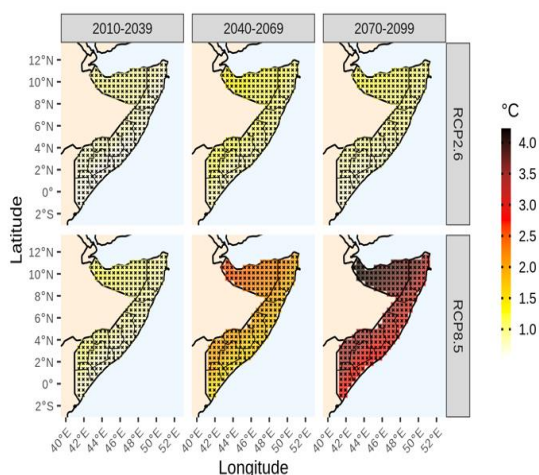 2010-2039 2040-2069 2070-2099
12°N
10°N
8°N
6°N
4°N
2°N
0°
2°S
RCP2.6
12°N
10°N
8°N
6°N
4°N
2°N
0°
2°S
RCP8.5
Latitude
40°E 42°E 44°E 46°E 48°E 50°E 52°E 40°E 42°E 44°E 46°E 48°E 50°E 52°E 40°E 42°E 44°E 46°E 48°E 50°E 52°E
Longitude
°C
4.0
3.5
3.0
2.5
2.0
1.5
1.0